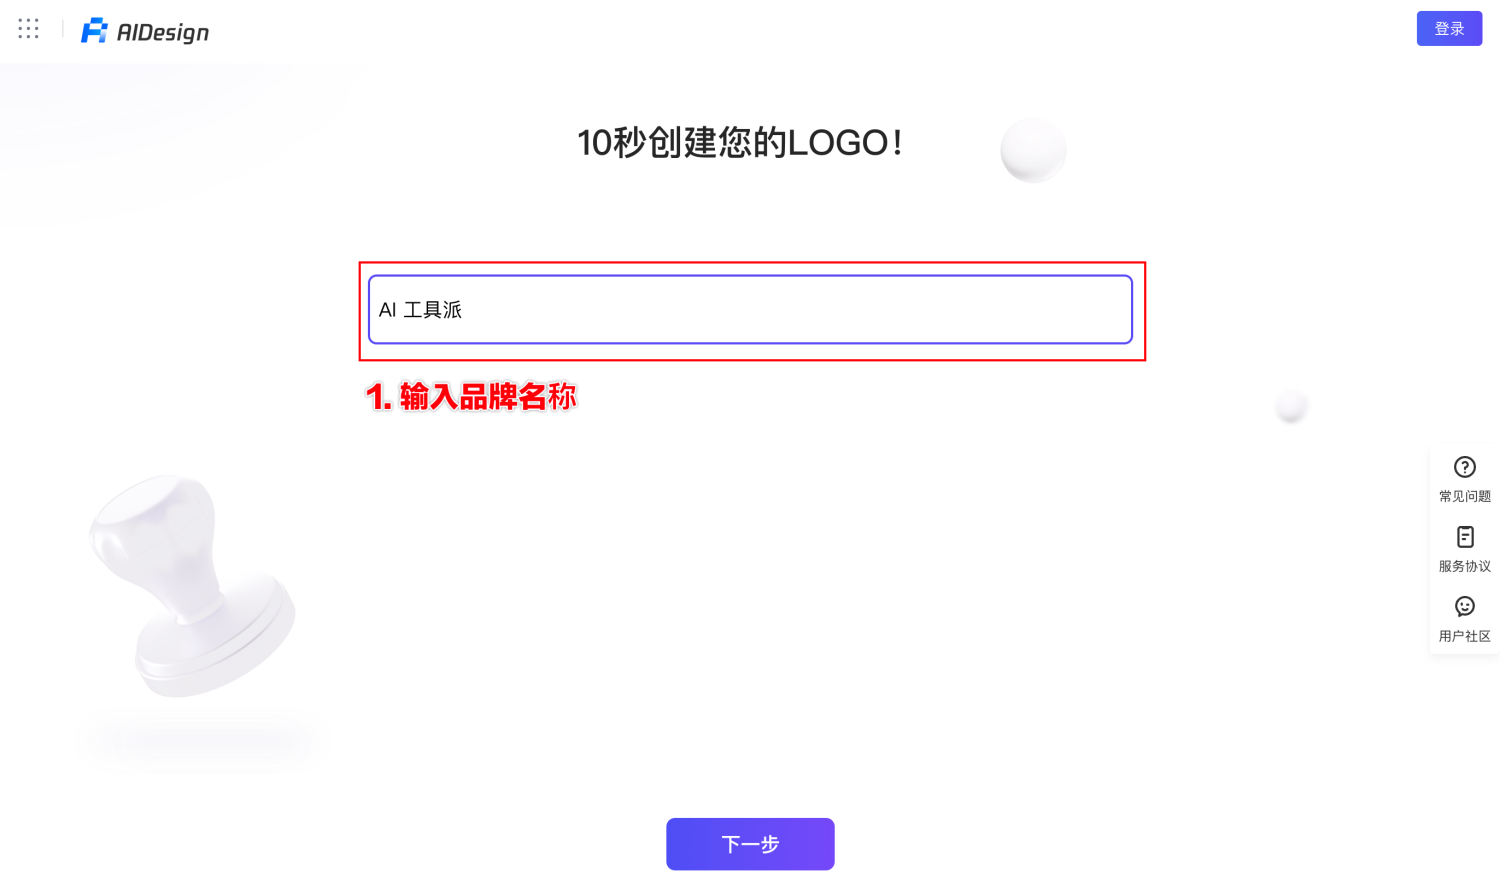 AIDesign
登录
10秒创建您的LOGO！
AI 工具派
1. 输入品牌名称
常见问题
服务协议
用户社区
下一步